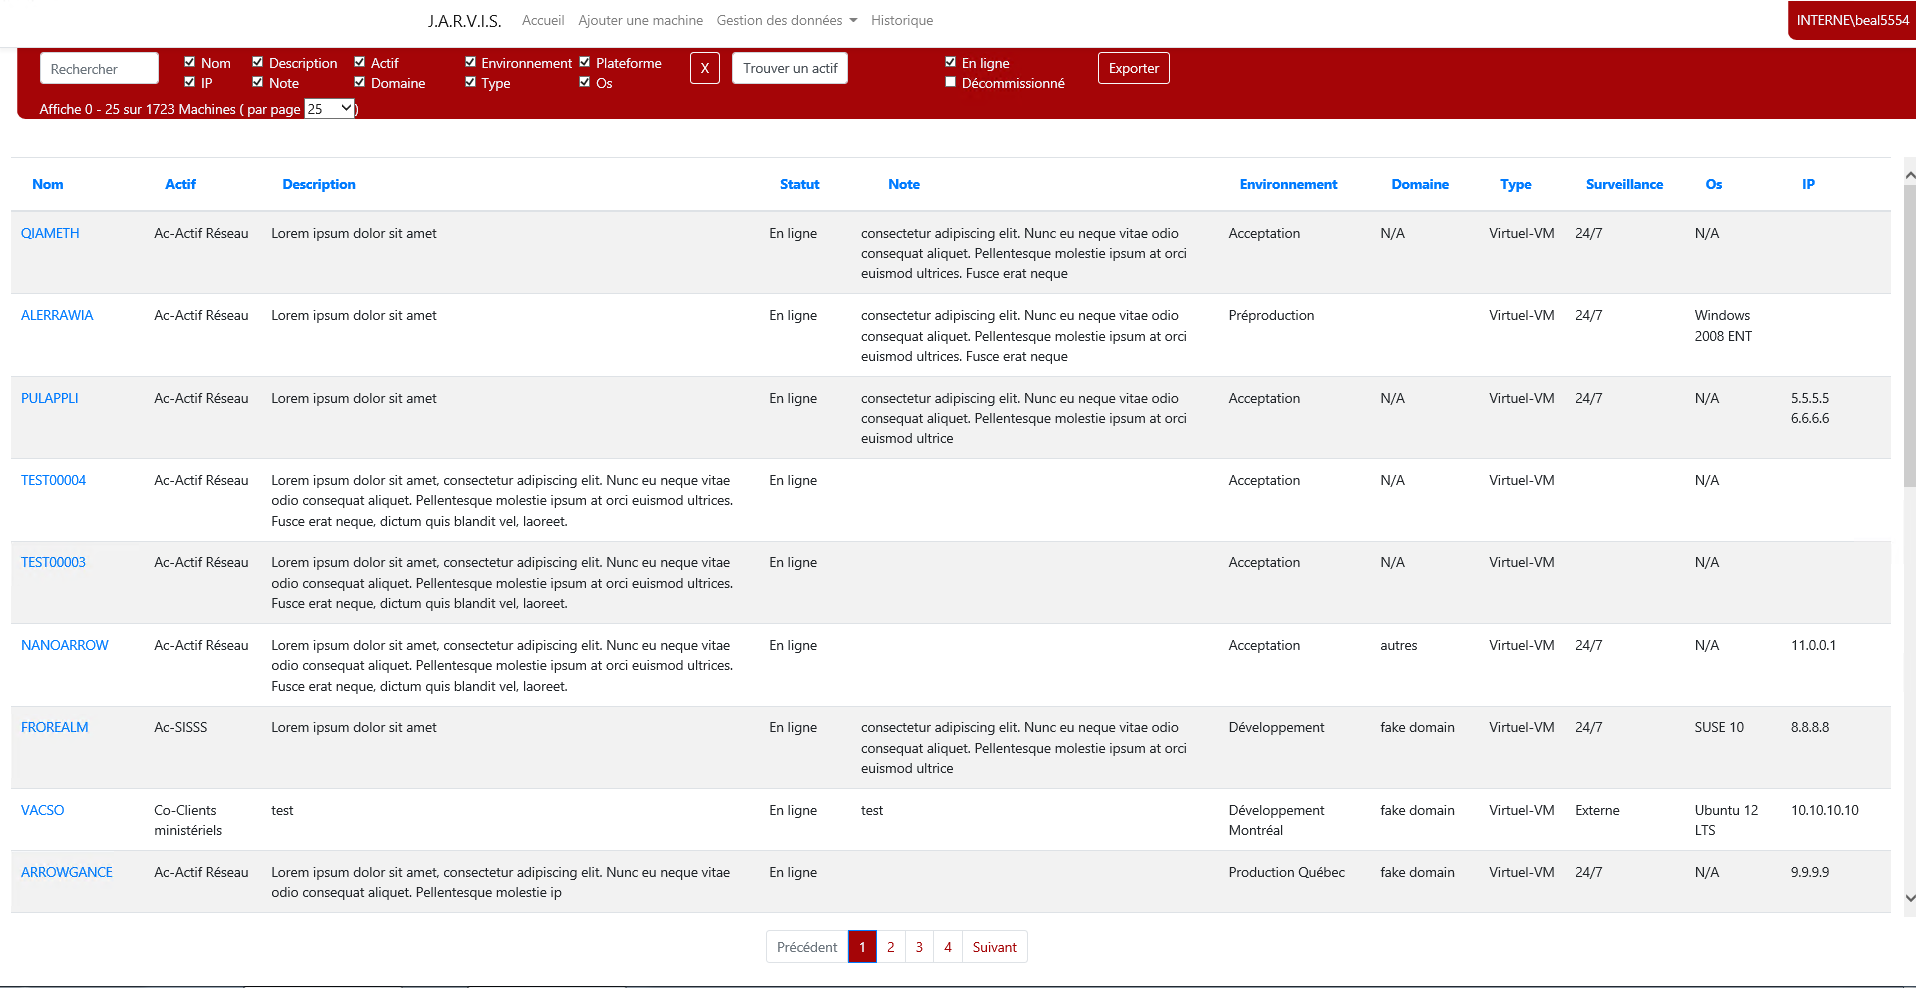 J.A.R.V.I.S. Accueil Ajouter une machine Gestion des données Historique INTERNE\beal5554
Rechercher Nom Description Actif Environnement Plateforme X Trouver un actif En ligne Exporter
IP Note Domaine Type Os Décommissionné
Affiche 0 - 25 sur 1723 Machines ( par page 25 )
Nom Actif Description Statut Note Environnement Domaine Type Surveillance Os IP
QIAMETH Ac-Actif Réseau Lorem ipsum dolor sit amet En ligne consectetur adipiscing elit. Nunc eu neque vitae odio Acceptation N/A Virtuel-VM 24/7 N/A
consequat aliquet. Pellentesque molestie ipsum at orci
euismod ultrices. Fusce erat neque
ALERRAWIA Ac-Actif Réseau Lorem ipsum dolor sit amet En ligne consectetur adipiscing elit. Nunc eu neque vitae odio Préproduction Virtuel-VM 24/7 Windows
consequat aliquet. Pellentesque molestie ipsum at orci 2008 ENT
euismod ultrices. Fusce erat neque
PULAPPLI Ac-Actif Réseau Lorem ipsum dolor sit amet En ligne consectetur adipiscing elit. Nunc eu neque vitae odio Acceptation N/A Virtuel-VM 24/7 N/A 5.5.5.5
consequat aliquet. Pellentesque molestie ipsum at orci 6.6.6.6
euismod ultrice
TEST00004 Ac-Actif Réseau Lorem ipsum dolor sit amet, consectetur adipiscing elit. Nunc eu neque vitae En ligne Acceptation N/A Virtuel-VM N/A
odio consequat aliquet. Pellentesque molestie ipsum at orci euismod ultrices.
Fusce erat neque, dictum quis blandit vel, laoreet.
TEST00003 Ac-Actif Réseau Lorem ipsum dolor sit amet, consectetur adipiscing elit. Nunc eu neque vitae En ligne Acceptation N/A Virtuel-VM N/A
odio consequat aliquet. Pellentesque molestie ipsum at orci euismod ultrices.
Fusce erat neque, dictum quis blandit vel, laoreet.
NANOARROW Ac-Actif Réseau Lorem ipsum dolor sit amet, consectetur adipiscing elit. Nunc eu neque vitae En ligne Acceptation autres Virtuel-VM 24/7 N/A 11.0.0.1
odio consequat aliquet. Pellentesque molestie ipsum at orci euismod ultrices.
Fusce erat neque, dictum quis blandit vel, laoreet.
FROREALM Ac-SISSS Lorem ipsum dolor sit amet En ligne consectetur adipiscing elit. Nunc eu neque vitae odio Développement fake domain Virtuel-VM 24/7 SUSE 10 8.8.8.8
consequat aliquet. Pellentesque molestie ipsum at orci
euismod ultrice
VACSO Co-Clients test En ligne test Développement fake domain Virtuel-VM Externe Ubuntu 12 10.10.10.10
ministériels Montréal LTS
ARROWGANCE Ac-Actif Réseau Lorem ipsum dolor sit amet, consectetur adipiscing elit. Nunc eu neque vitae En ligne Production Québec fake domain Virtuel-VM 24/7 N/A 9.9.9.9
odio consequat aliquet. Pellentesque molestie ip
Précédent 1 2 3 4 Suivant